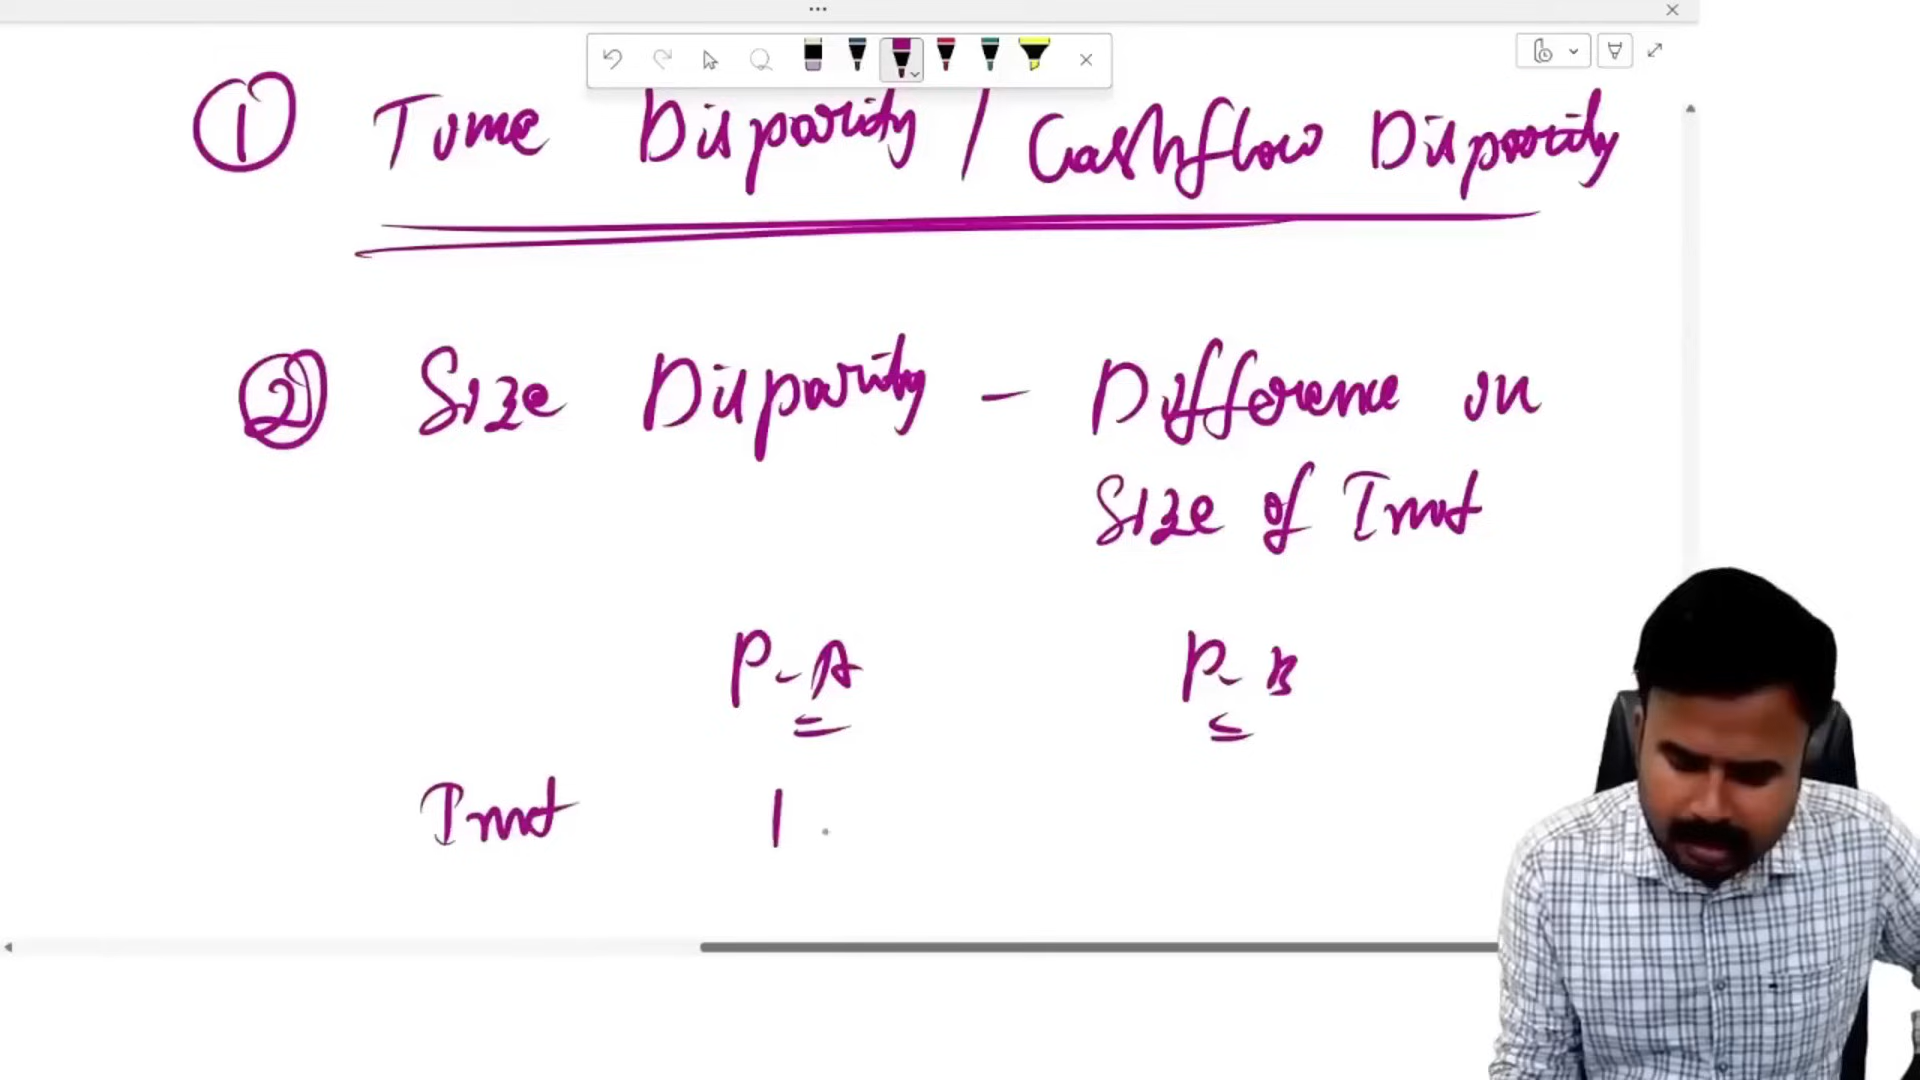 ① Time Disparity / Cashflow Disparity
② Size Disparity - Difference in
Size of Invt
P-A P-B
Invt 1